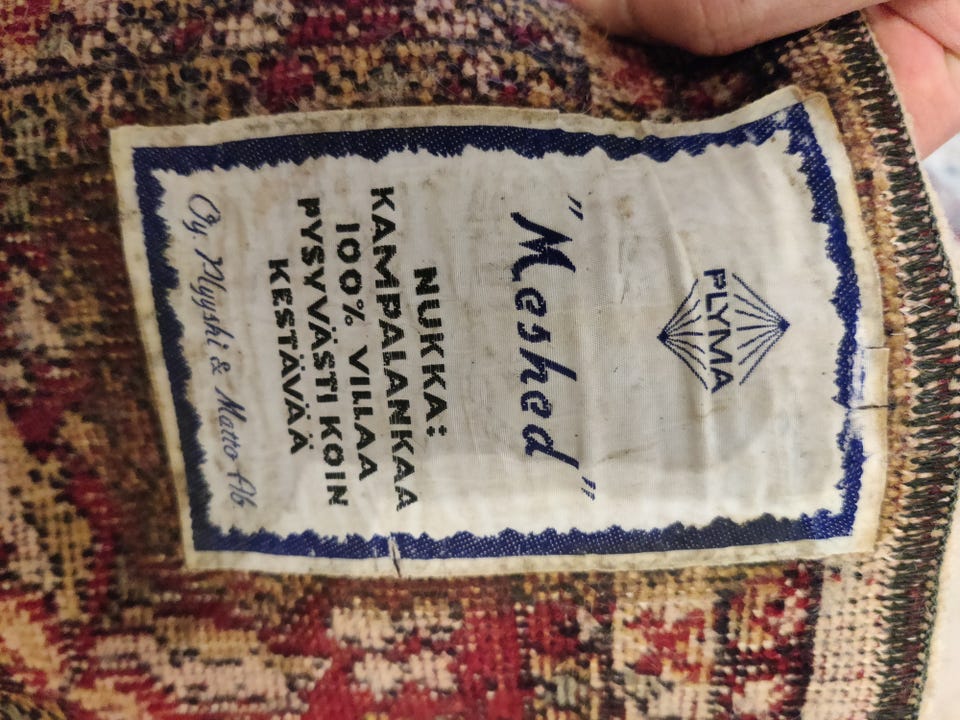 PLYMA
"Meshed"
NUKKA:
KAMPALANKAA
100% VILLAA
PYSYVÄSTI KOIN
KESTÄVÄÄ
Oy. Plyyshi & Matto Ab